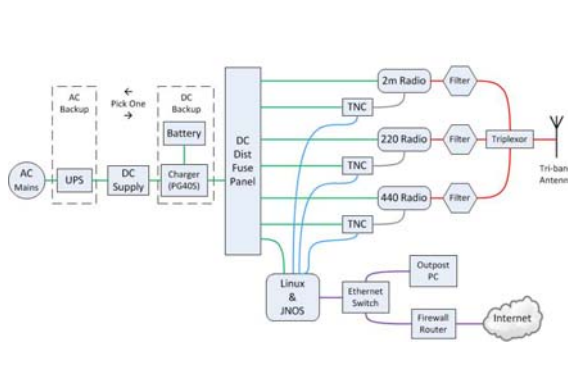 AC
Mains
AC
Backup
UPS
←
Pick One
→
DC
Supply
DC
Backup
Battery
Charger
(PG40S)
DC
Dist
Fuse
Panel
2m Radio
Filter
TNC
220 Radio
Filter
Triplexor
TNC
440 Radio
Filter
TNC
Tri-ban
Antenn
Linux
&
JNOS
Ethernet
Switch
Outpost
PC
Firewall
Router
Internet